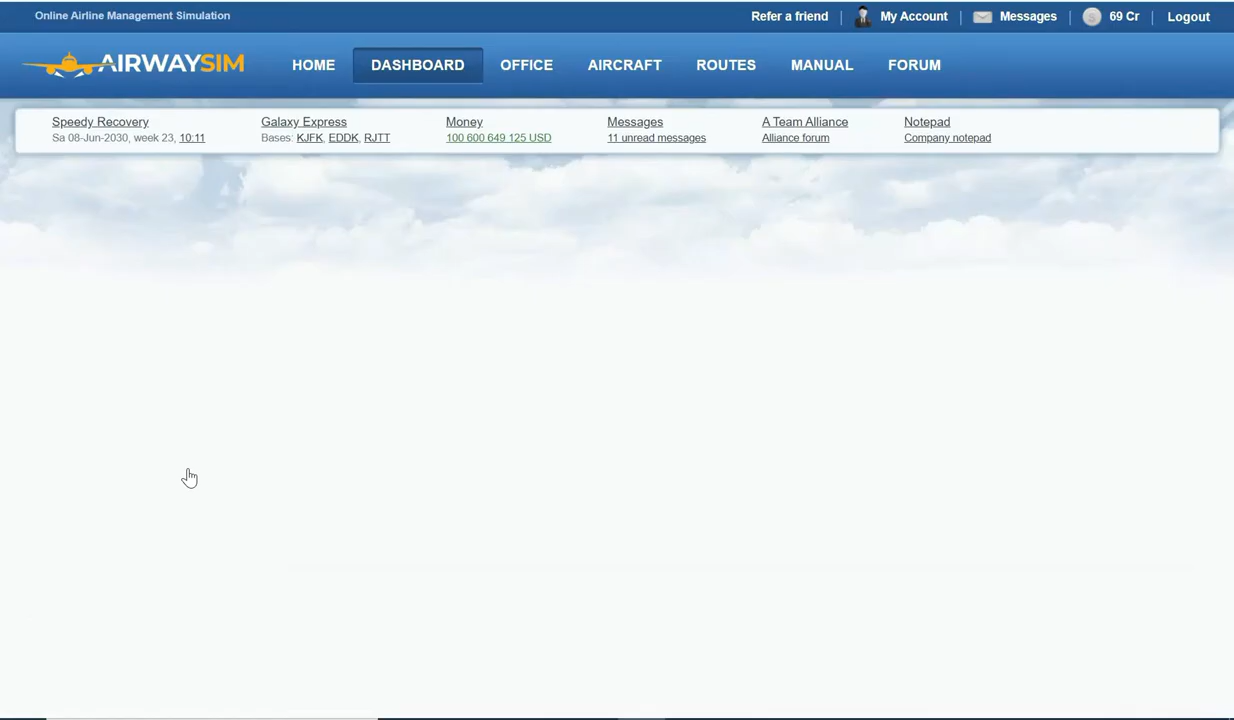 Online Airline Management Simulation
Refer a friend My Account Messages 69 Cr Logout
AIRWAYSIM HOME DASHBOARD OFFICE AIRCRAFT ROUTES MANUAL FORUM
Speedy Recovery Galaxy Express Money Messages A Team Alliance Notepad
Sa 08-Jun-2030, week 23, 10:11 Bases: KJFK, EDDK, RJTT 100 600 649 125 USD 11 unread messages Alliance forum Company notepad